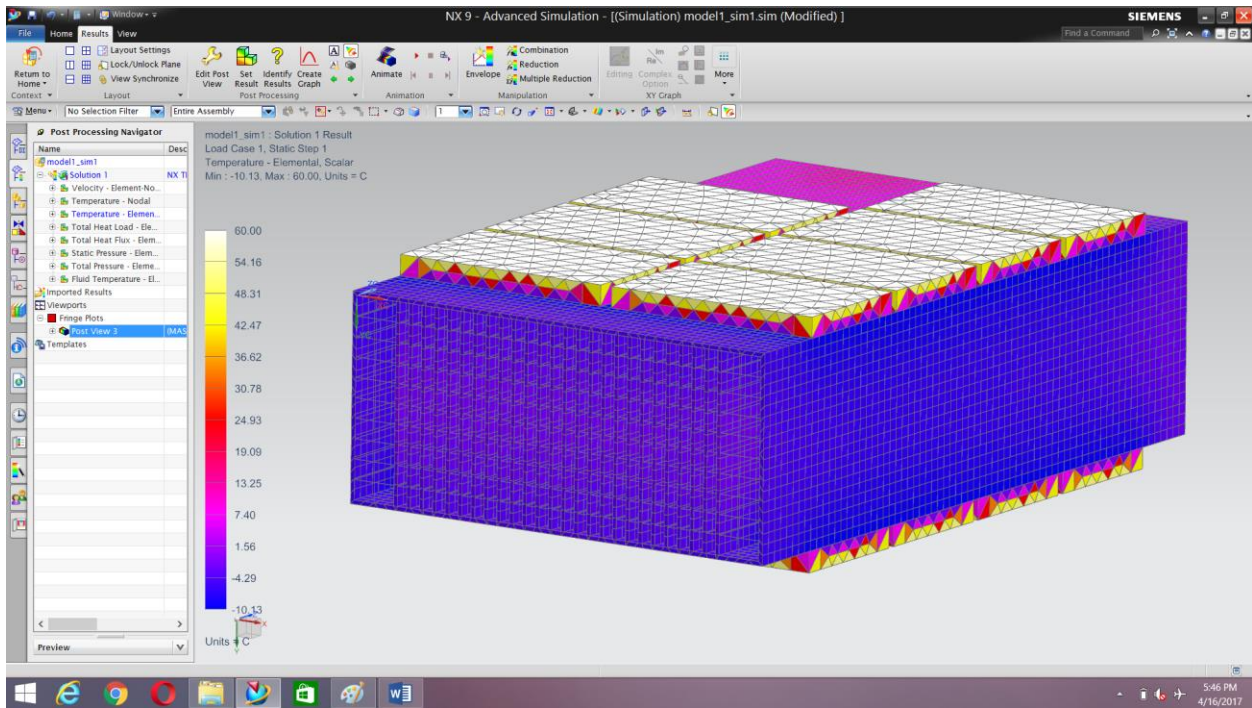 Window
NX 9 - Advanced Simulation - [(Simulation) model1_sim1.sim (Modified) ]
SIEMENS
File
Home
Results
View
Find a Command
Return to
Home
Context
Layout Settings
Lock/Unlock Plane
View Synchronize
Layout
Edit Post
View
Set
Result
Identify
Results
Create
Graph
Post Processing
Animate
Animation
Envelope
Combination
Reduction
Multiple Reduction
Manipulation
Editing
Complex
Option
XY Graph
More
Menu
No Selection Filter
Entire Assembly
1
Post Processing Navigator
Name
Desc
model1_sim1
Solution 1
Velocity - Element-No...
Temperature - Nodal
Temperature - Elemen...
Total Heat Load - Ele...
Total Heat Flux - Elem...
Static Pressure - Elem...
Total Pressure - Eleme...
Fluid Temperature - El...
Imported Results
Viewports
Fringe Plots
Post View 3
(MAS
Templates
Preview
model1_sim1 : Solution 1 Result
Load Case 1, Static Step 1
Temperature - Elemental, Scalar
Min : -10.13, Max : 60.00, Units = C
60.00
54.16
48.31
42.47
36.62
30.78
24.93
19.09
13.25
7.40
1.56
-4.29
-10.13
Units = C
5:46 PM
4/16/2017